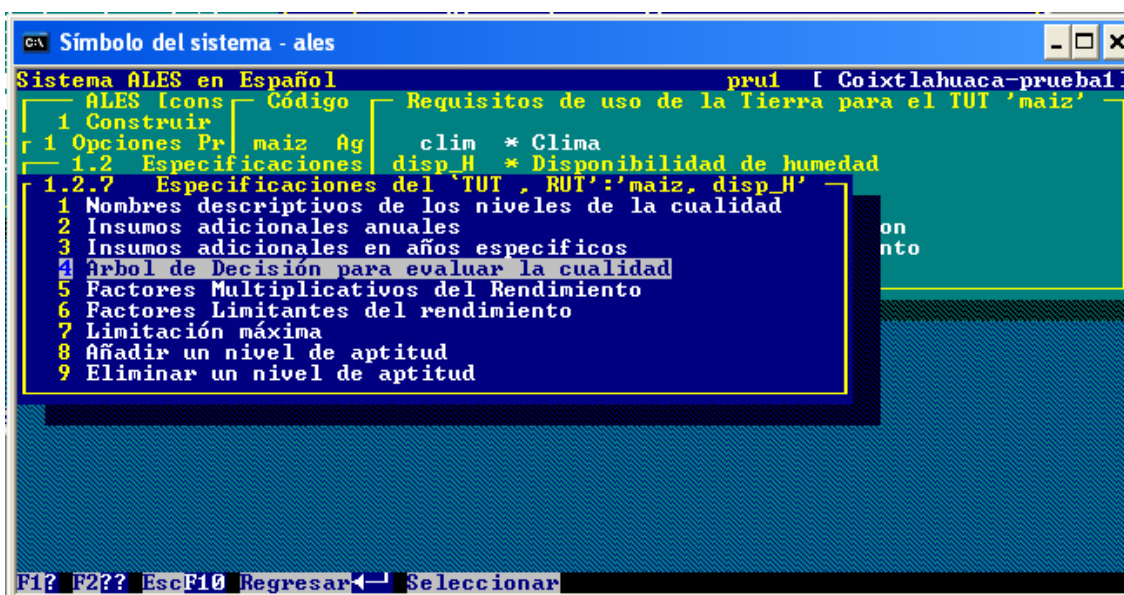 Símbolo del sistema - ales
Sistema ALES en Español pru1 [ Coixtlahuaca-prueba1]
ALES [cons Código Requisitos de uso de la Tierra para el TUT 'maiz'
1 Construir
1 Opciones Pr maiz Ag clim * Clima
1.2 Especificaciones disp_H * Disponibilidad de humedad
1.2.7 Especificaciones del `TUT , RUT':'maiz, disp_H'
1 Nombres descriptivos de los niveles de la cualidad
2 Insumos adicionales anuales on
3 Insumos adicionales en años especificos nto
4 Arbol de Decisión para evaluar la cualidad
5 Factores Multiplicativos del Rendimiento
6 Factores Limitantes del rendimiento
7 Limitación máxima
8 Añadir un nivel de aptitud
9 Eliminar un nivel de aptitud
F1? F2?? EscF10 Regresar◄┘ Seleccionar